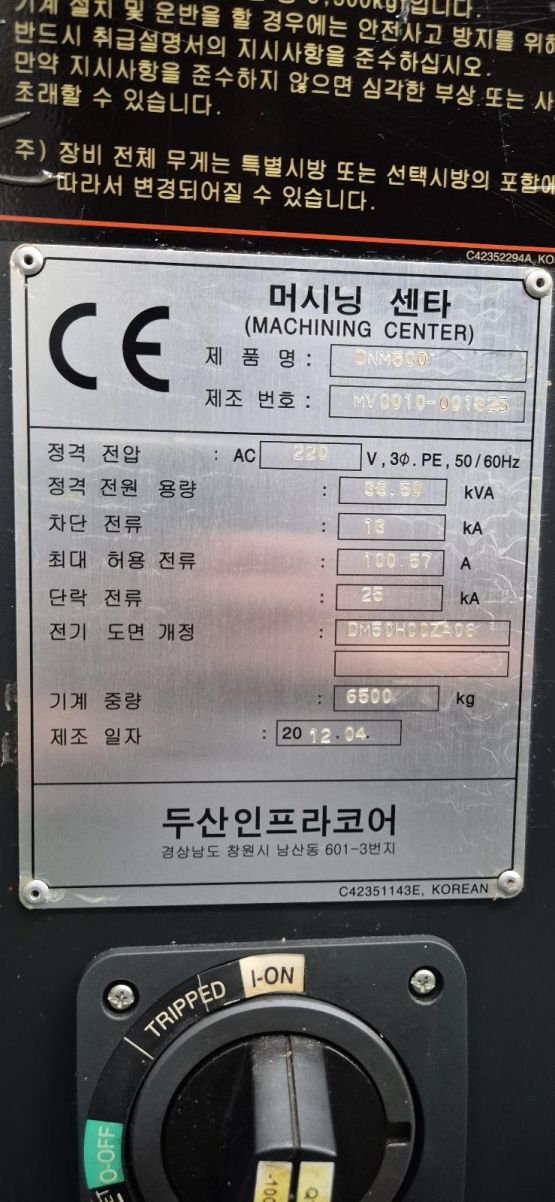 6,500kg)입니다.
기계 설치 및 운반을 할 경우에는 안전사고 방지를 위하
반드시 취급설명서의 지시사항을 준수하십시오.
만약 지시사항을 준수하지 않으면 심각한 부상 또는 사
초래할 수 있습니다.
주) 장비 전체 무게는 특별시방 또는 선택시방의 포함에
따라서 변경되어질 수 있습니다.
C42352294A, KO
CE
머시닝 센타
(MACHINING CENTER)
제 품 명 : DNM500
제조 번호 : MV0910-001825
정격 전압 : AC 220 V, 3Φ. PE, 50/60Hz
정격 전원 용량 : 33.50 kVA
차단 전류 : 13 kA
최대 허용 전류 : 100.57 A
단락 전류 : 25 kA
전기 도면 개정 : DM50H00ZA06
기계 중량 : 6500 kg
제조 일자 : 20 12.04.
두산인프라코어
경상남도 창원시 남산동 601-3번지
C42351143E, KOREAN
I-ON
TRIPPED
O-OFF